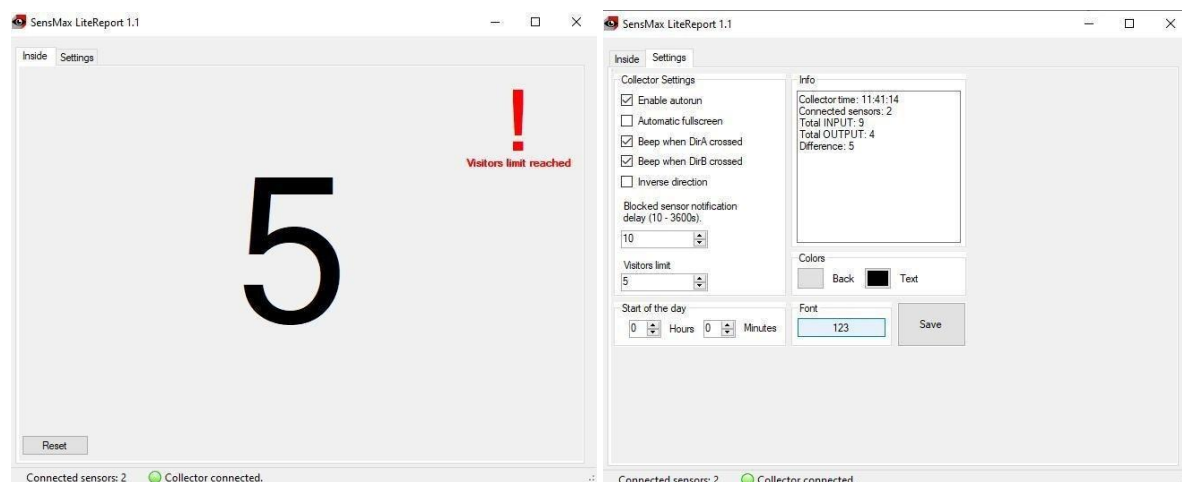 SensMax LiteReport 1.1
Inside Settings
!
Visitors limit reached
5
Reset
Connected sensors: 2 Collector connected.
SensMax LiteReport 1.1
Inside Settings
Collector Settings
Enable autorun
Automatic fullscreen
Beep when DirA crossed
Beep when DirB crossed
Inverse direction
Blocked sensor notification
delay (10 - 3600s).
10
Visitors limit
5
Start of the day
0 Hours 0 Minutes
Info
Collector time: 11:41:14
Connected sensors: 2
Total INPUT: 9
Total OUTPUT: 4
Difference: 5
Colors
Back Text
Font
123
Save
Connected sensors: 2 Collector connected